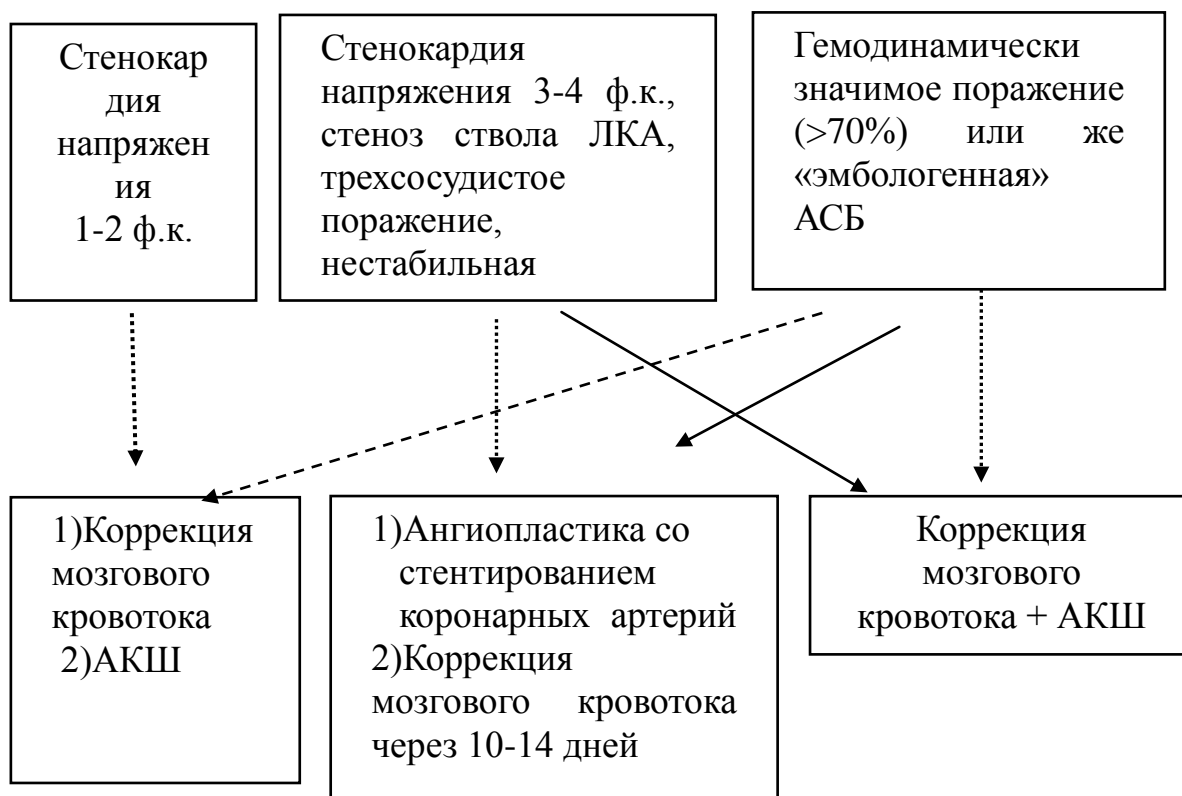 Стенокар
дия
напряжен
ия
1-2 ф.к.
Стенокардия
напряжения 3-4 ф.к.,
стеноз ствола ЛКА,
трехсосудистое
поражение,
нестабильная
Гемодинамически
значимое поражение
(>70%) или же
«эмбологенная»
АСБ
1)Коррекция
мозгового
кровотока
2)АКШ
1)Ангиопластика со
стентированием
коронарных артерий
2)Коррекция
мозгового кровотока
через 10-14 дней
Коррекция
мозгового
кровотока + АКШ